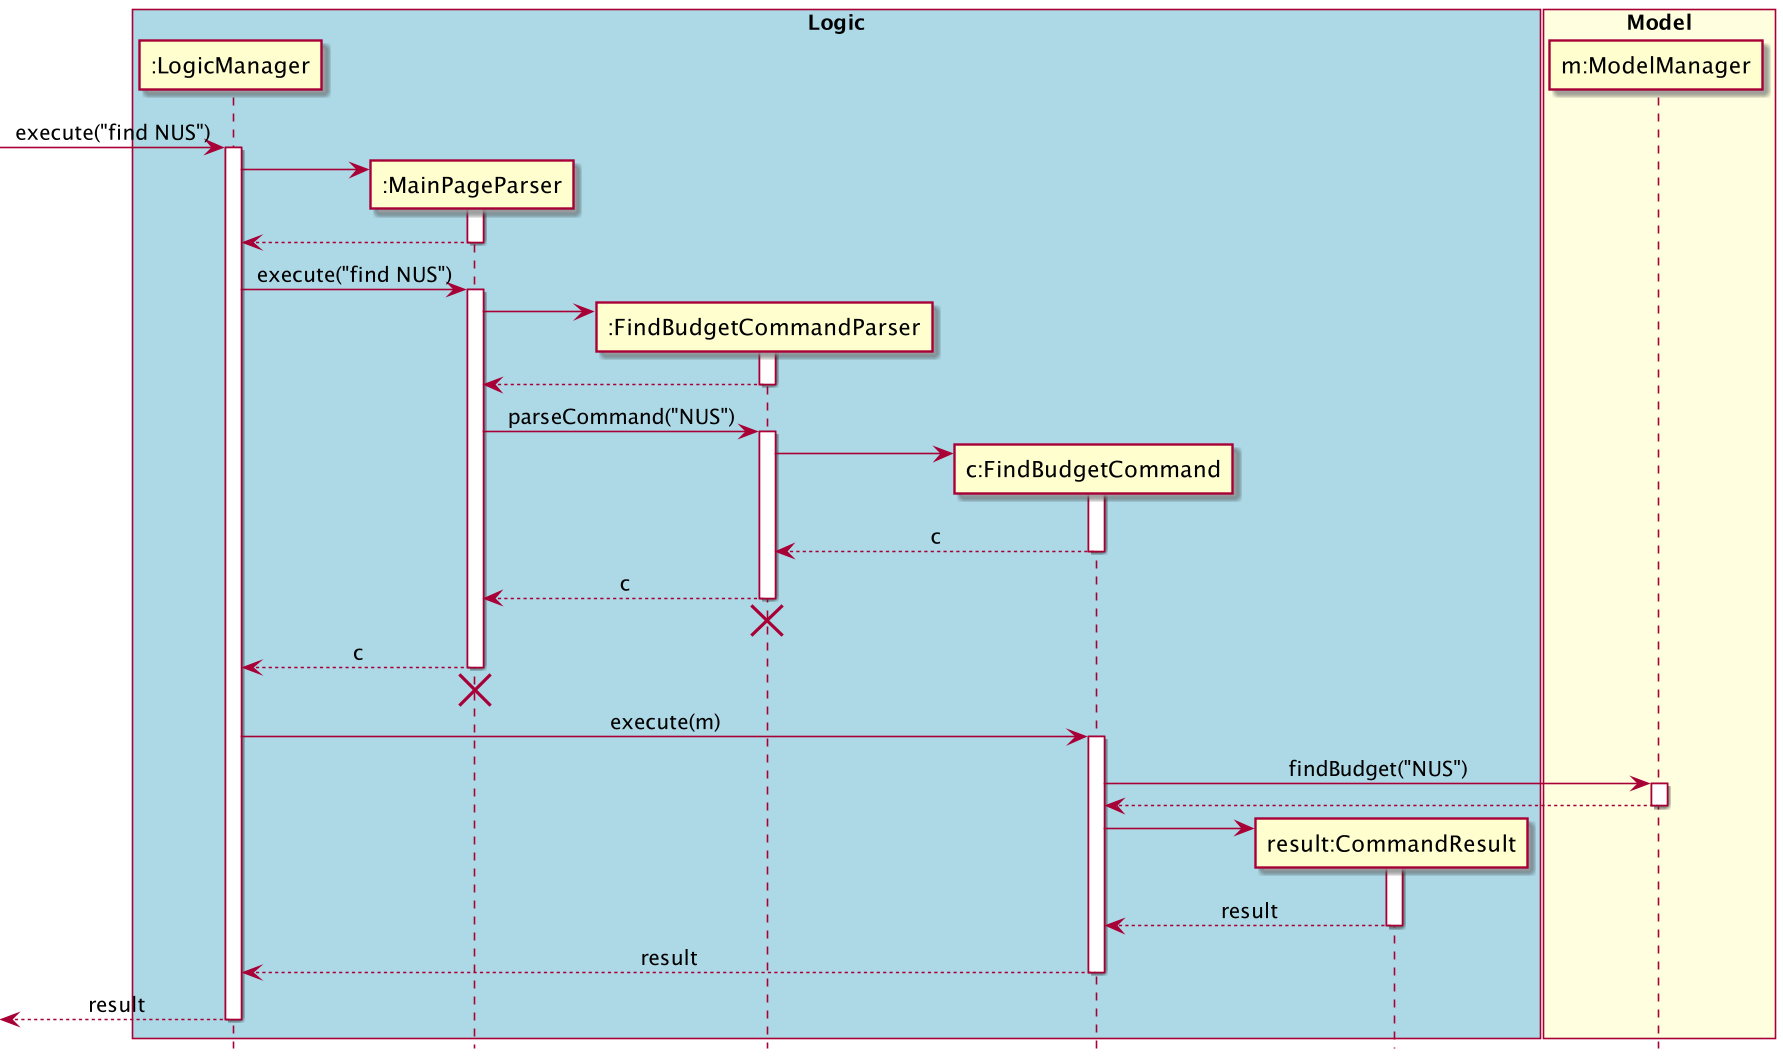 Logic
Model
:LogicManager
m:ModelManager
execute("find NUS")
:MainPageParser
execute("find NUS")
:FindBudgetCommandParser
parseCommand("NUS")
c:FindBudgetCommand
c
c
c
execute(m)
findBudget("NUS")
result:CommandResult
result
result
result